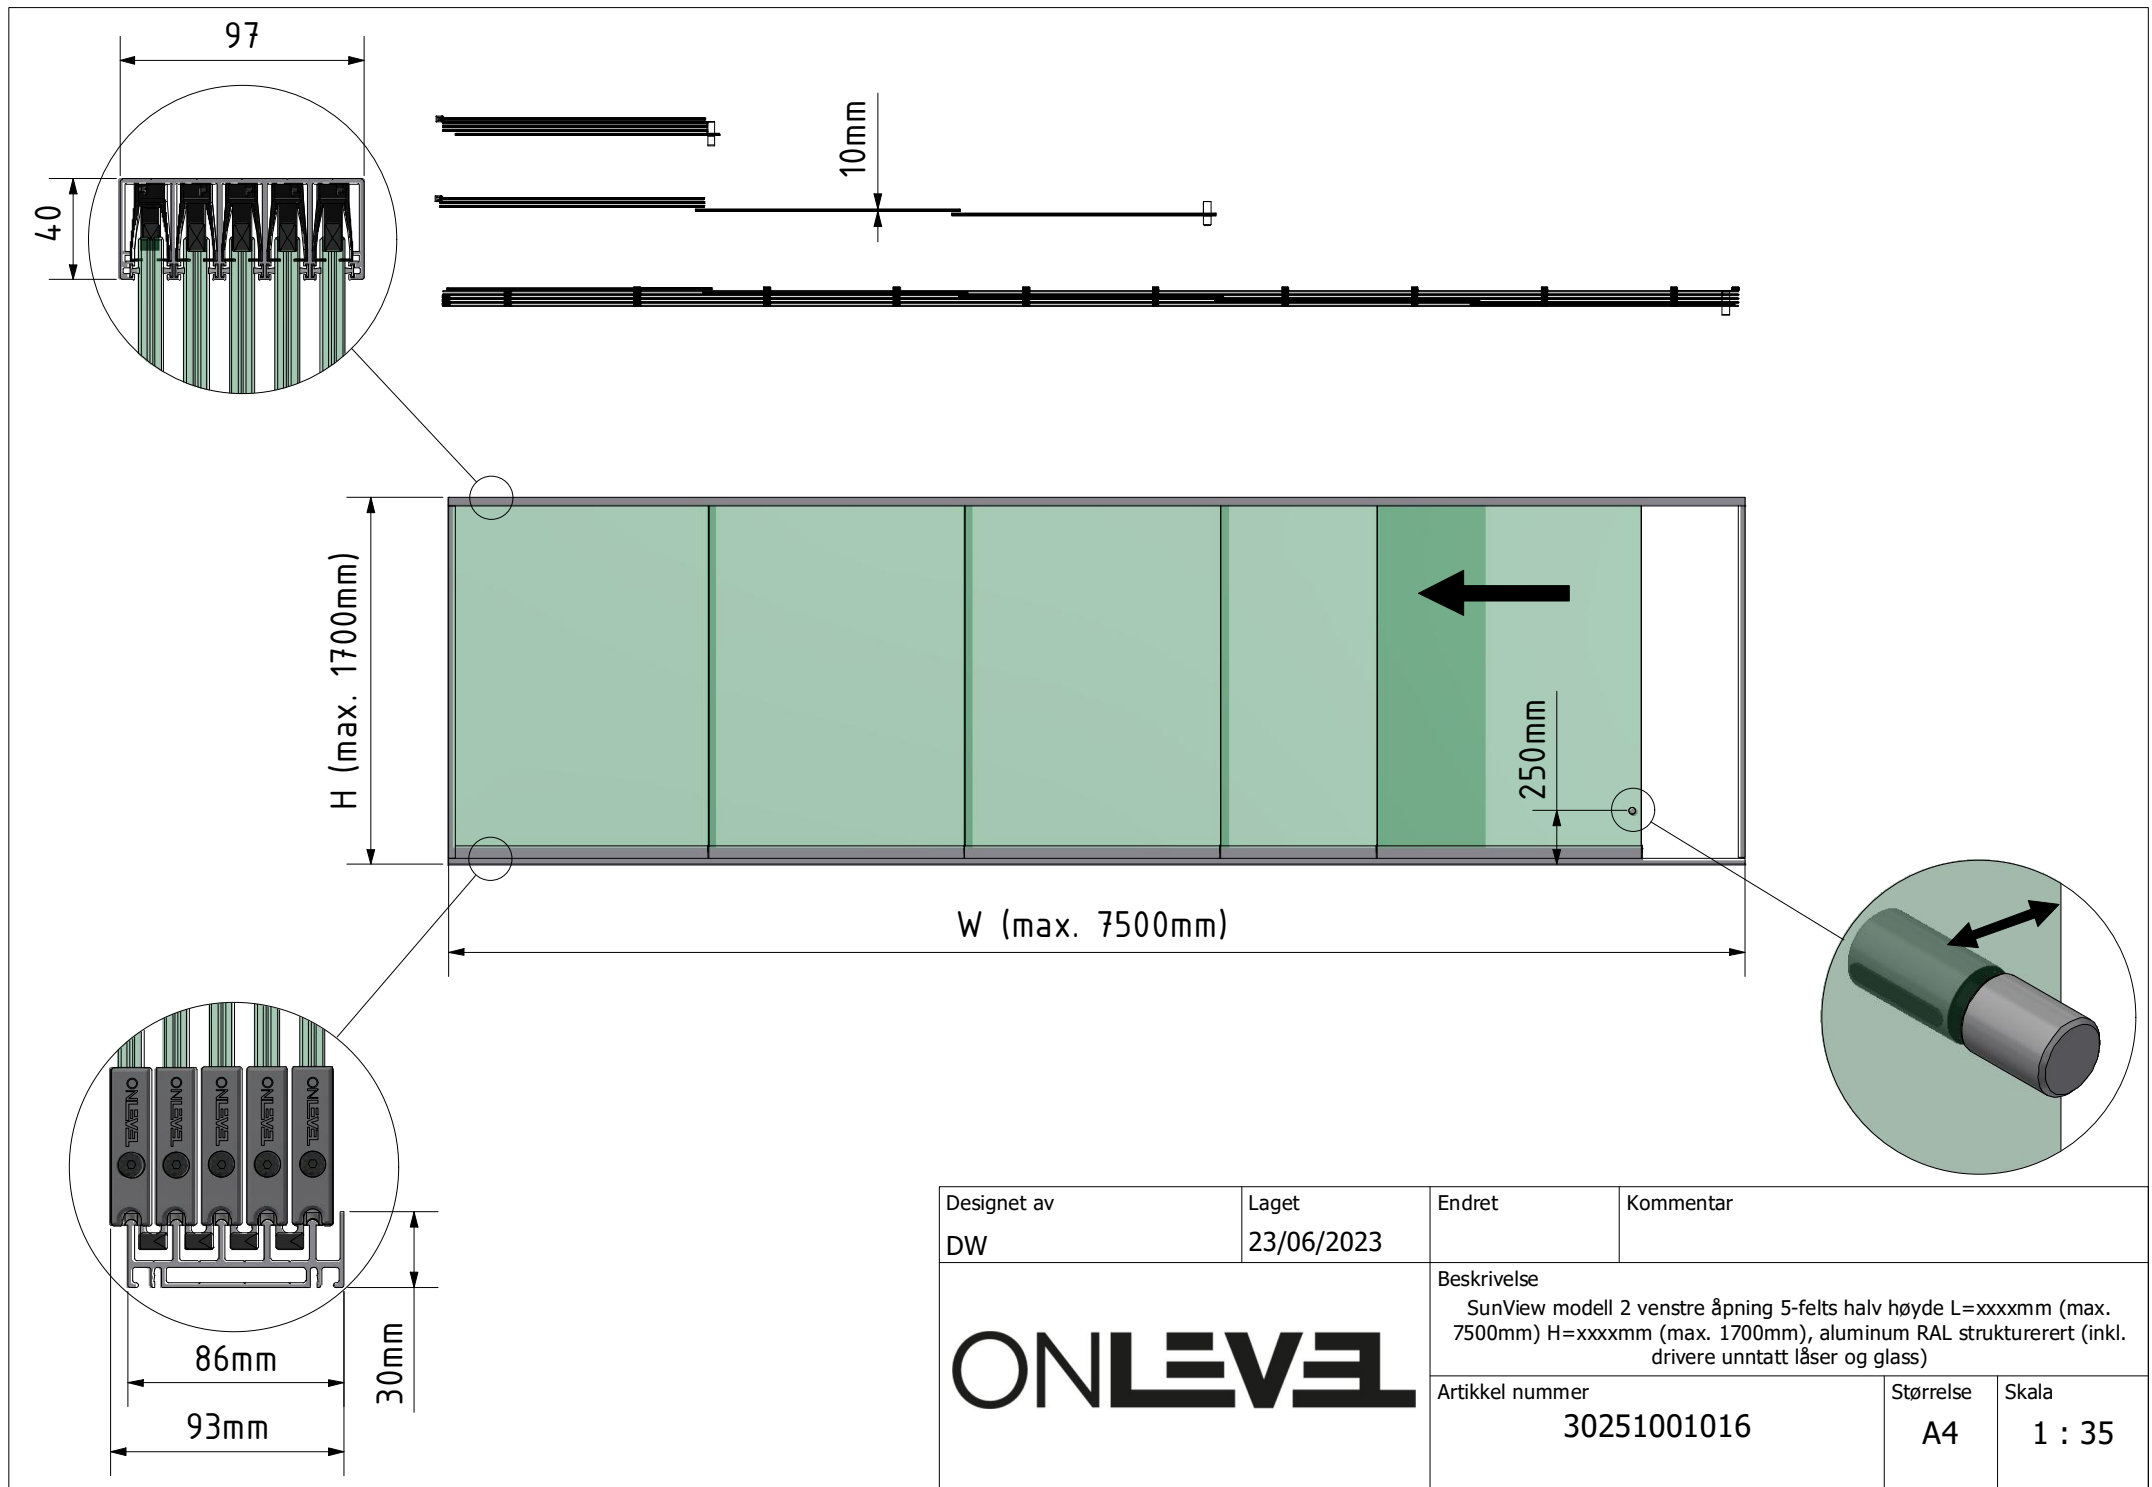 97
40
10mm
H (max. 1700mm)
250mm
W (max. 7500mm)
ONLEVEL
ONLEVEL
ONLEVEL
ONLEVEL
ONLEVEL
30mm
86mm
93mm
Designet av
DW
Laget
23/06/2023
Endret
Kommentar
ONLEVEL
Beskrivelse
SunView modell 2 venstre åpning 5-felts halv høyde L=xxxxmm (max.
7500mm) H=xxxxmm (max. 1700mm), aluminum RAL strukturerert (inkl.
drivere unntatt låser og glass)
Artikkel nummer
30251001016
Størrelse
A4
Skala
1 : 35